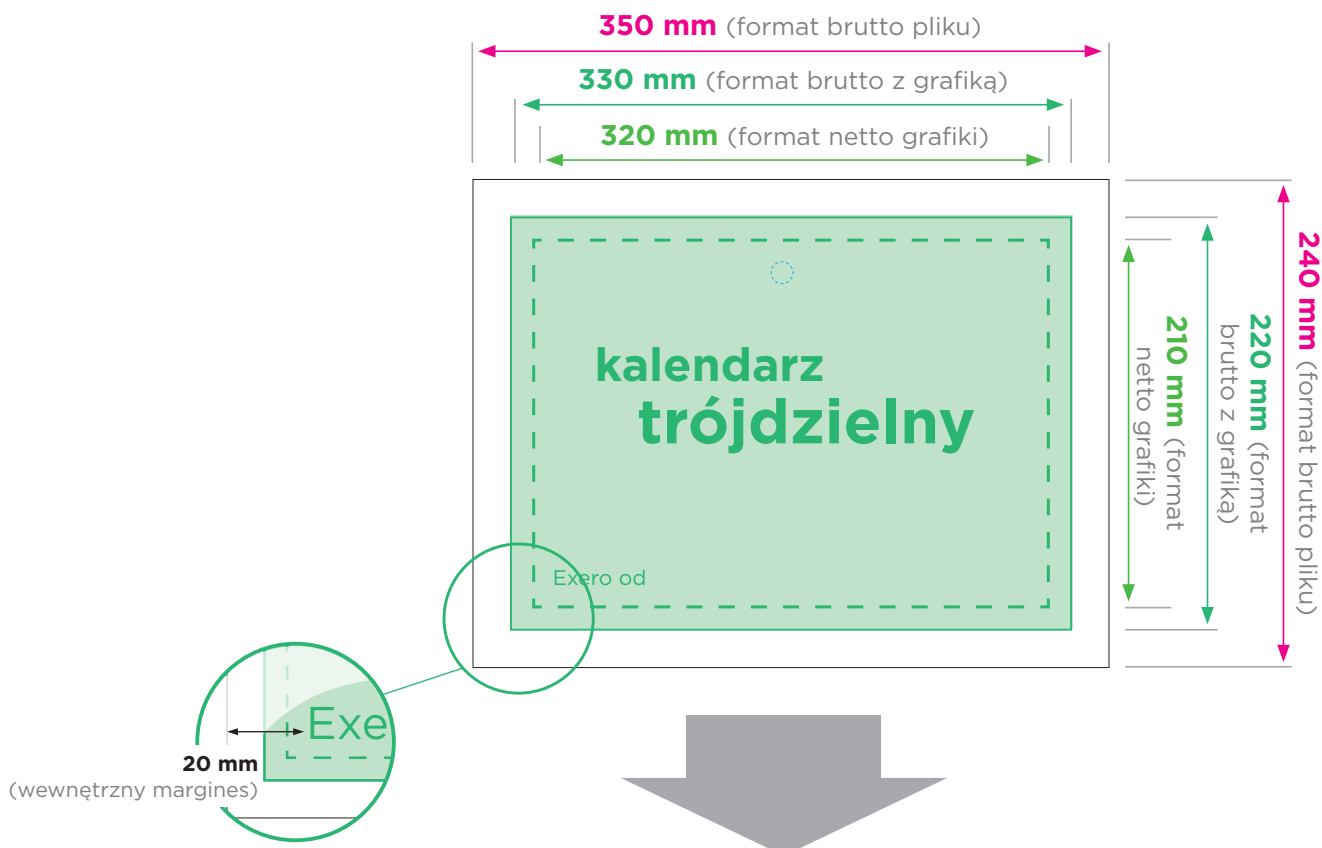 350 mm (format brutto pliku)
330 mm (format brutto z grafiką)
320 mm (format netto grafiki)
240 mm (format brutto pliku)
220 mm (format
brutto z grafiką)
210 mm (format
netto grafiki)
kalendarz
trójdzielny
Exero od
Exe
20 mm
(wewnętrzny margines)